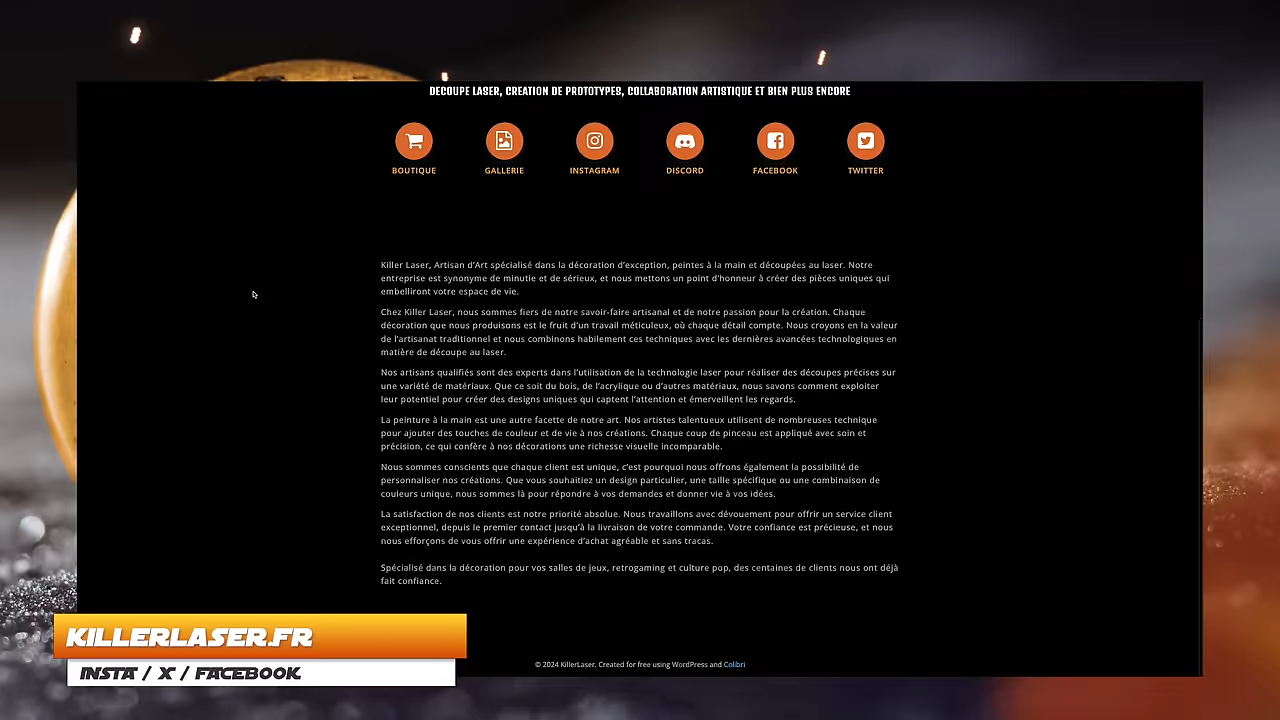 DECOUPE LASER, CREATION DE PROTOTYPES, COLLABORATION ARTISTIQUE ET BIEN PLUS ENCORE
BOUTIQUE GALLERIE INSTAGRAM DISCORD FACEBOOK TWITTER
Killer Laser, Artisan d'Art spécialisé dans la décoration d'exception, peintes à la main et découpées au laser. Notre
entreprise est synonyme de minutie et de sérieux, et nous mettons un point d'honneur à créer des pièces uniques qui
embelliront votre espace de vie.
Chez Killer Laser, nous sommes fiers de notre savoir-faire artisanal et de notre passion pour la création. Chaque
décoration que nous produisons est le fruit d'un travail méticuleux, où chaque détail compte. Nous croyons en la valeur
de l'artisanat traditionnel et nous combinons habilement ces techniques avec les dernières avancées technologiques en
matière de découpe au laser.
Nos artisans qualifiés sont des experts dans l'utilisation de la technologie laser pour réaliser des découpes précises sur
une variété de matériaux. Que ce soit du bois, de l'acrylique ou d'autres matériaux, nous savons comment exploiter
leur potentiel pour créer des designs uniques qui captent l'attention et émerveillent les regards.
La peinture à la main est une autre facette de notre art. Nos artistes talentueux utilisent de nombreuses technique
pour ajouter des touches de couleur et de vie à nos créations. Chaque coup de pinceau est appliqué avec soin et
précision, ce qui confère à nos décorations une richesse visuelle incomparable.
Nous sommes conscients que chaque client est unique, c'est pourquoi nous offrons également la possibilité de
personnaliser nos créations. Que vous souhaitiez un design particulier, une taille spécifique ou une combinaison de
couleurs unique, nous sommes là pour répondre à vos demandes et donner vie à vos idées.
La satisfaction de nos clients est notre priorité absolue. Nous travaillons avec dévouement pour offrir un service client
exceptionnel, depuis le premier contact jusqu'à la livraison de votre commande. Votre confiance est précieuse, et nous
nous efforçons de vous offrir une expérience d'achat agréable et sans tracas.
Spécialisé dans la décoration pour vos salles de jeux, retrogaming et culture pop, des centaines de clients nous ont déjà
fait confiance.
KILLERLASER.FR
INSTA / X / FACEBOOK
© 2024 KillerLaser. Created for free using WordPress and Colibri